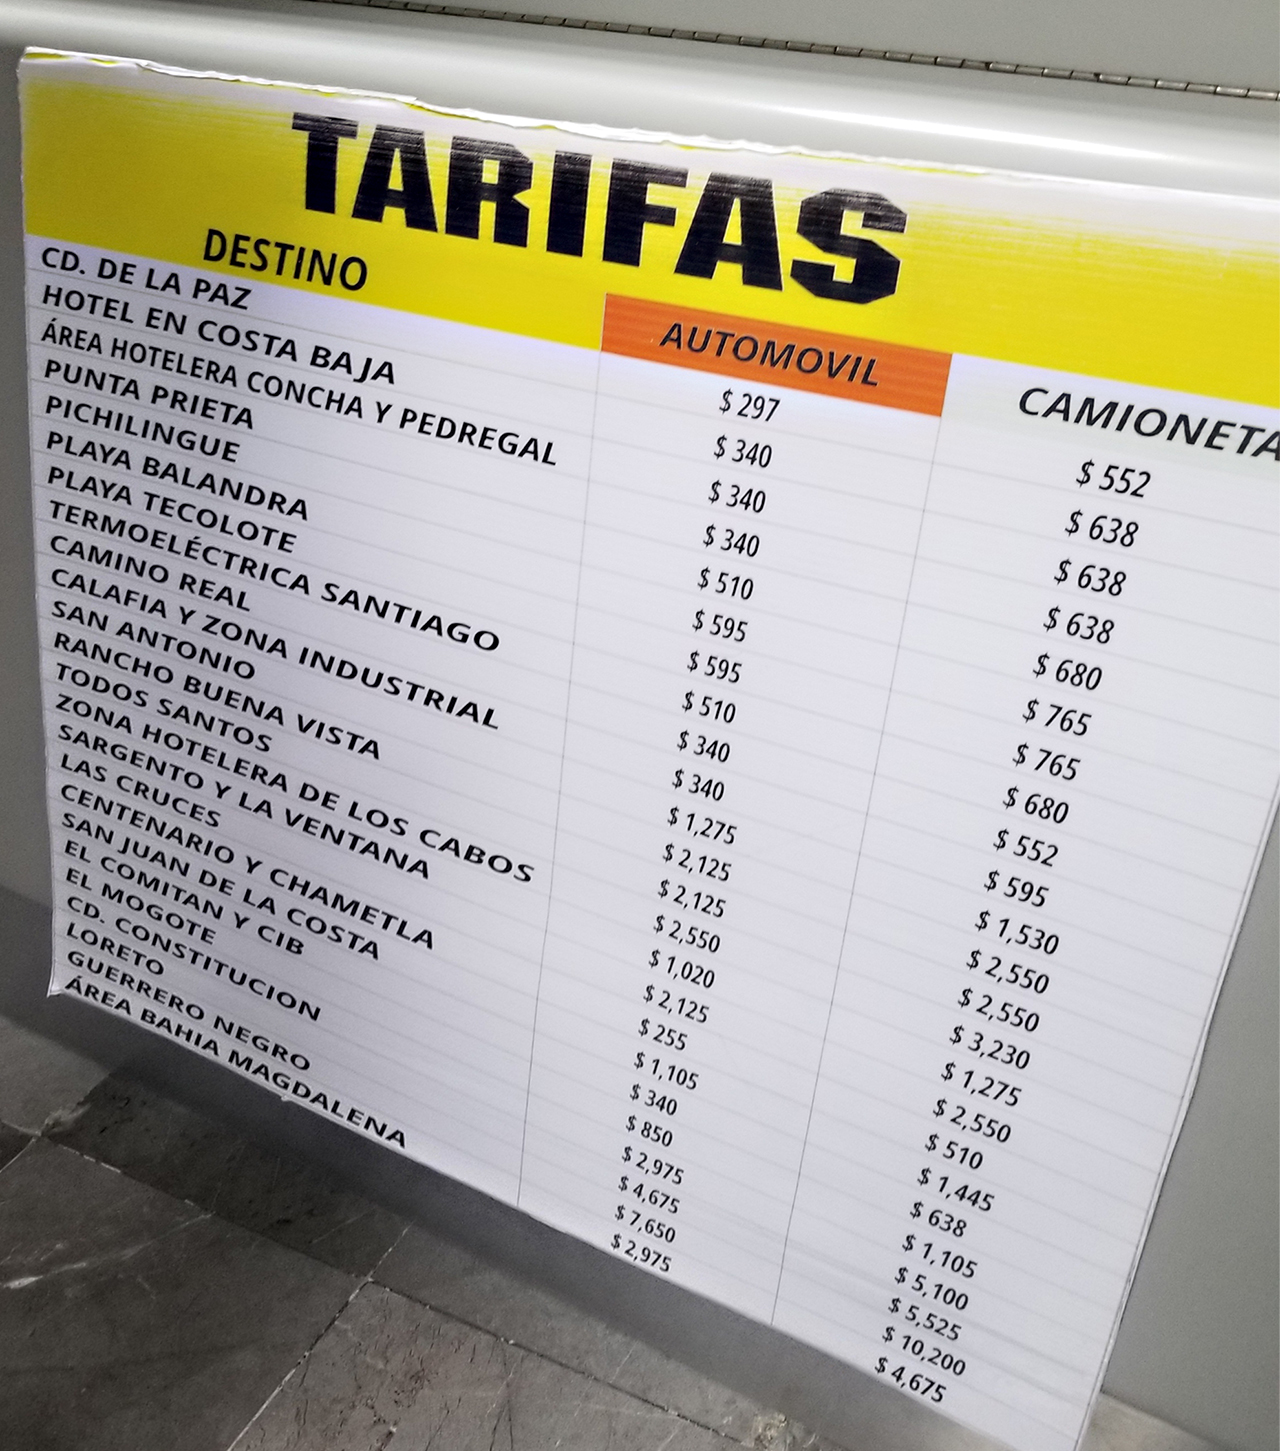 TARIFAS
DESTINO AUTOMOVIL CAMIONETA
CD. DE LA PAZ $ 297 $ 552
HOTEL EN COSTA BAJA $ 340 $ 638
ÁREA HOTELERA CONCHA Y PEDREGAL $ 340 $ 638
PUNTA PRIETA $ 340 $ 638
PICHILINGUE $ 510 $ 680
PLAYA BALANDRA $ 595 $ 765
PLAYA TECOLOTE $ 595 $ 765
TERMOELÉCTRICA SANTIAGO $ 510 $ 680
CAMINO REAL $ 340 $ 552
CALAFIA Y ZONA INDUSTRIAL $ 340 $ 595
SAN ANTONIO $ 1,275 $ 1,530
RANCHO BUENA VISTA $ 2,125 $ 2,550
TODOS SANTOS $ 2,125 $ 2,550
ZONA HOTELERA DE LOS CABOS $ 2,550 $ 3,230
SARGENTO Y LA VENTANA $ 1,020 $ 1,275
LAS CRUCES $ 2,125 $ 2,550
CENTENARIO Y CHAMETLA $ 255 $ 510
SAN JUAN DE LA COSTA $ 1,105 $ 1,445
EL COMITAN Y CIB $ 340 $ 638
EL MOGOTE $ 850 $ 1,105
CD. CONSTITUCION $ 2,975 $ 5,100
LORETO $ 4,675 $ 5,525
GUERRERO NEGRO $ 7,650 $ 10,200
ÁREA BAHIA MAGDALENA $ 2,975 $ 4,675